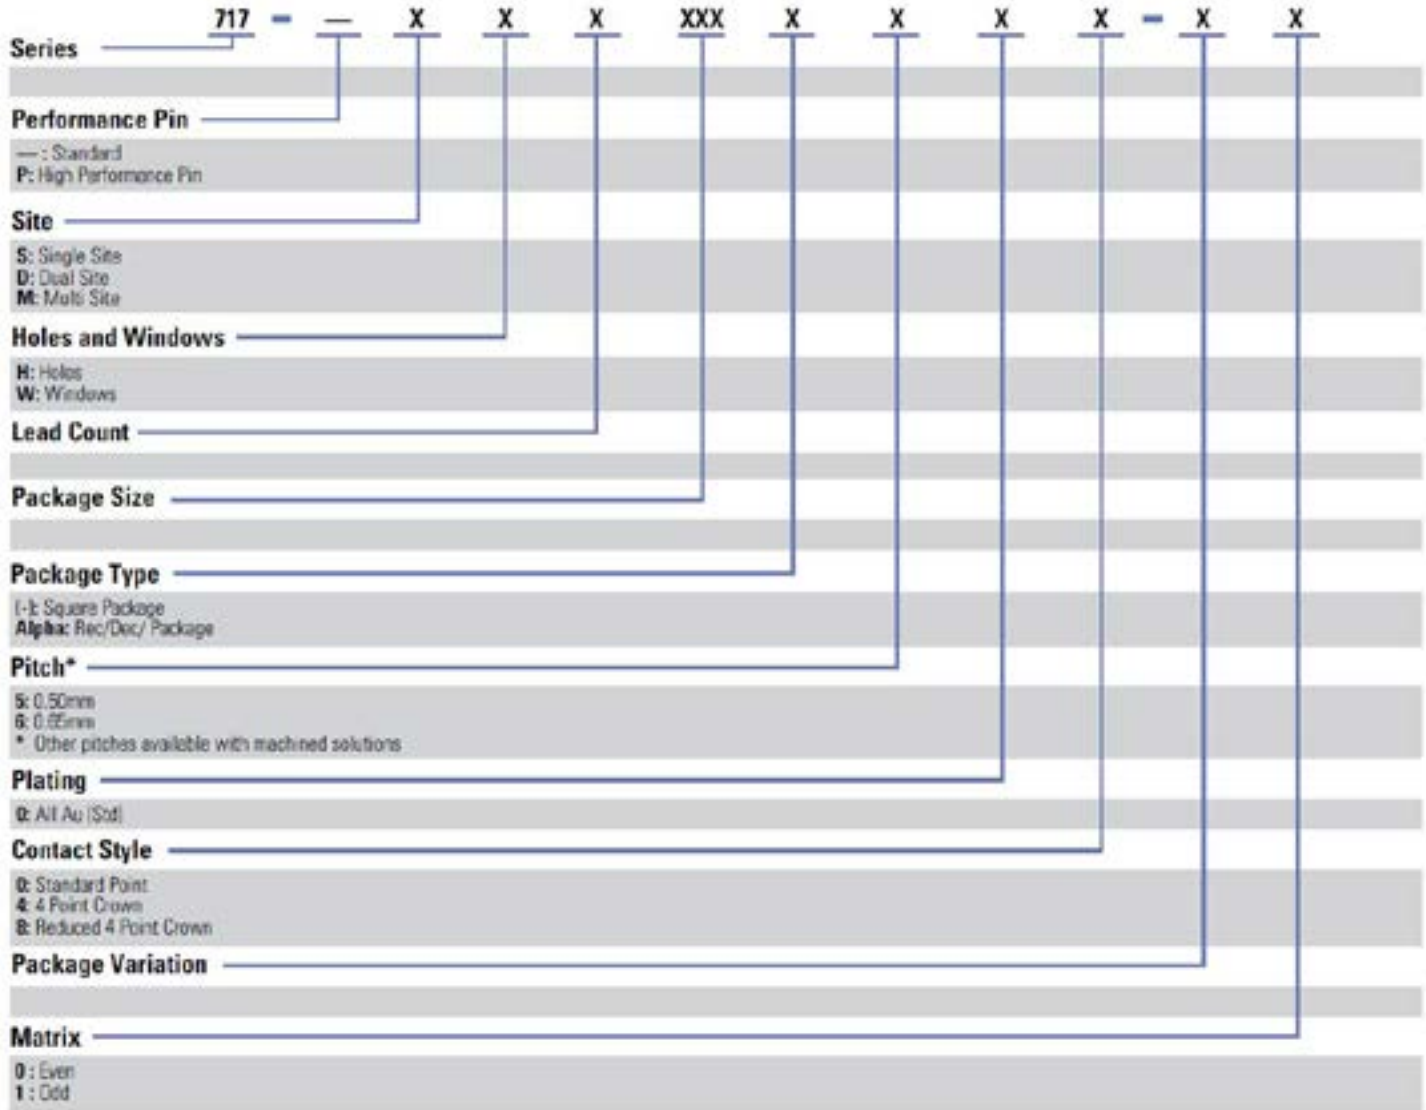 717 - — X X X XXX X X X X - X X
Series
Performance Pin
— : Standard
P: High Performance Pin
Site
S: Single Site
D: Dual Site
M: Multi Site
Holes and Windows
H: Holes
W: Windows
Lead Count
Package Size
Package Type
(-): Square Package
Alpha: Rec/Dec/ Package
Pitch*
5: 0.50mm
6: 0.65mm
* Other pitches available with machined solutions
Plating
0: All Au (Std)
Contact Style
0: Standard Point
4: 4 Point Crown
8: Reduced 4 Point Crown
Package Variation
Matrix
0 : Even
1 : Odd